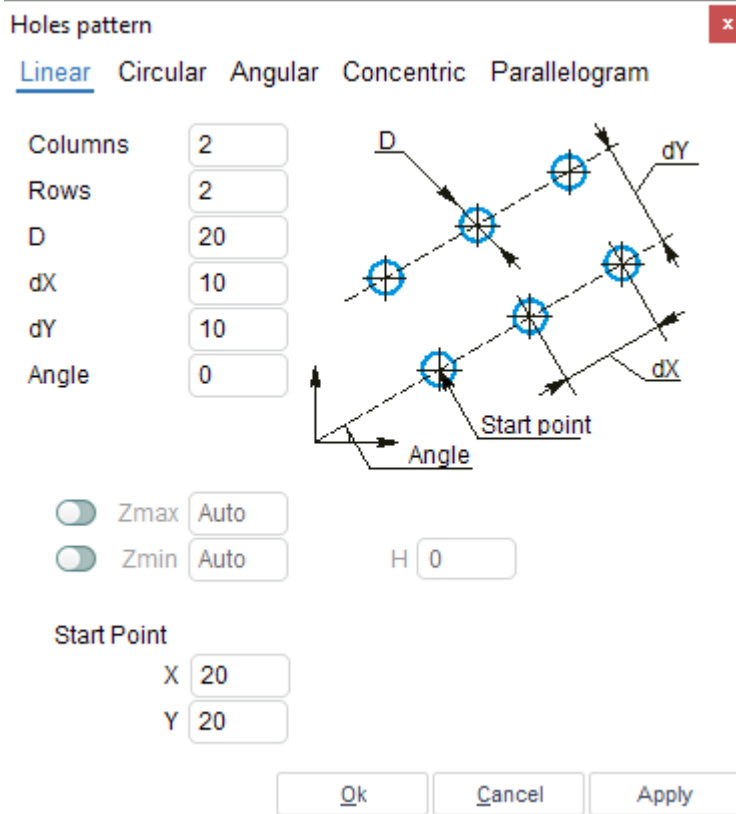 Holes pattern x
Linear Circular Angular Concentric Parallelogram
Columns 2
Rows 2
D 20
dX 10
dY 10
Angle 0
D
dY
dX
Start point
Angle
Zmax Auto
Zmin Auto H 0
Start Point
X 20
Y 20
Ok Cancel Apply